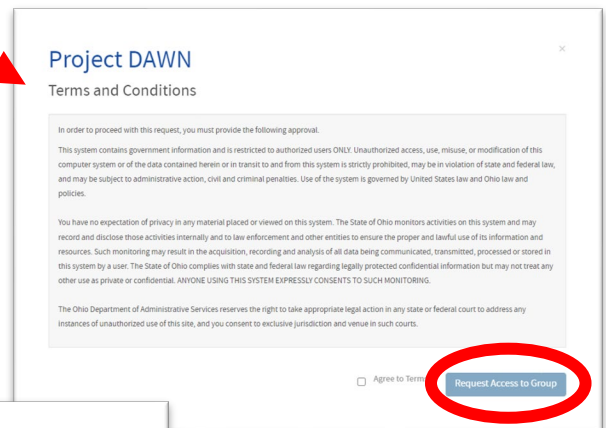 Project DAWN
×
Terms and Conditions
In order to proceed with this request, you must provide the following approval.
This system contains government information and is restricted to authorized users ONLY. Unauthorized access, use, misuse, or modification of this
computer system or of the data contained herein or in transit to and from this system is strictly prohibited, may be in violation of state and federal law,
and may be subject to administrative action, civil and criminal penalties. Use of the system is governed by United States law and Ohio law and
policies.
You have no expectation of privacy in any material placed or viewed on this system. The State of Ohio monitors activities on this system and may
record and disclose those activities internally and to law enforcement and other entities to ensure the proper and lawful use of its information and
resources. Such monitoring may result in the acquisition, recording and analysis of all data being communicated, transmitted, processed or stored in
this system by a user. The State of Ohio complies with state and federal law regarding legally protected confidential information but may not treat any
other use as private or confidential. ANYONE USING THIS SYSTEM EXPRESSLY CONSENTS TO SUCH MONITORING.
The Ohio Department of Administrative Services reserves the right to take appropriate legal action in any state or federal court to address any
instances of unauthorized use of this site, and you consent to exclusive jurisdiction and venue in such courts.
Agree to Terms Request Access to Group